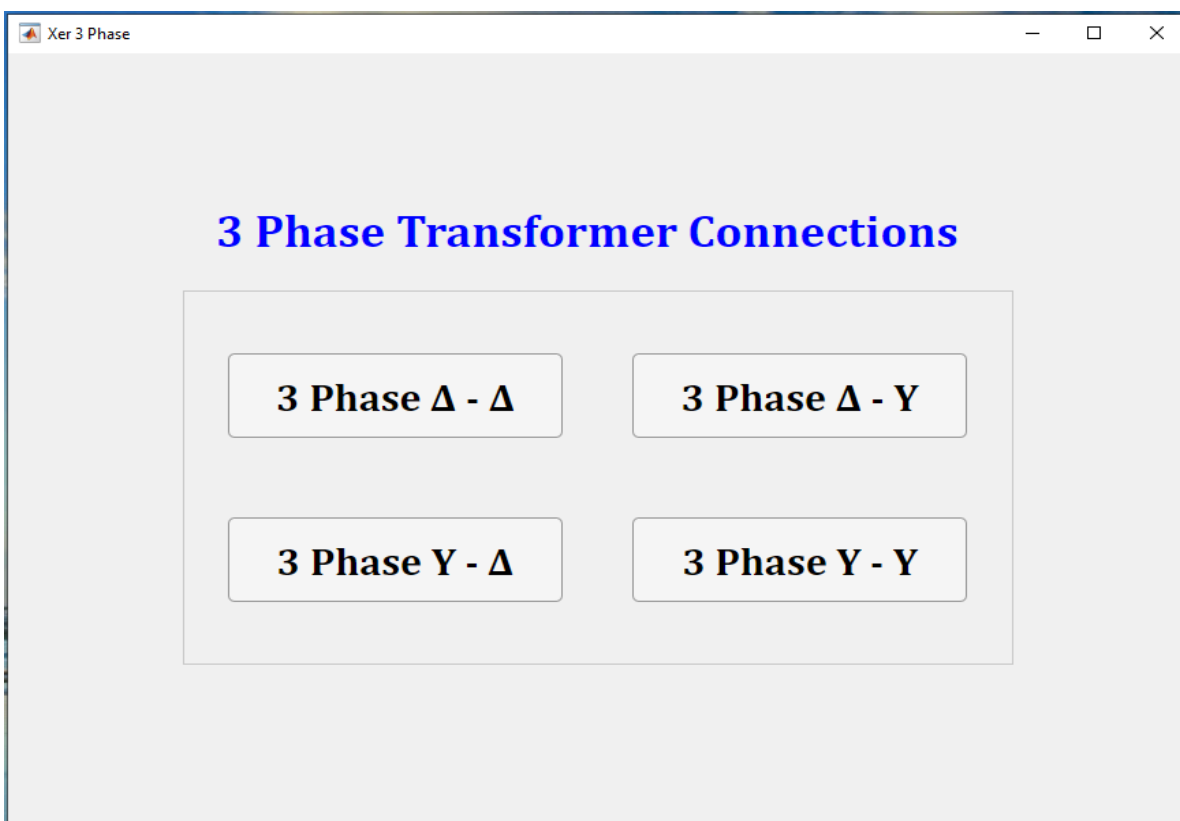 Xer 3 Phase
3 Phase Transformer Connections
3 Phase Δ - Δ
3 Phase Δ - Y
3 Phase Y - Δ
3 Phase Y - Y